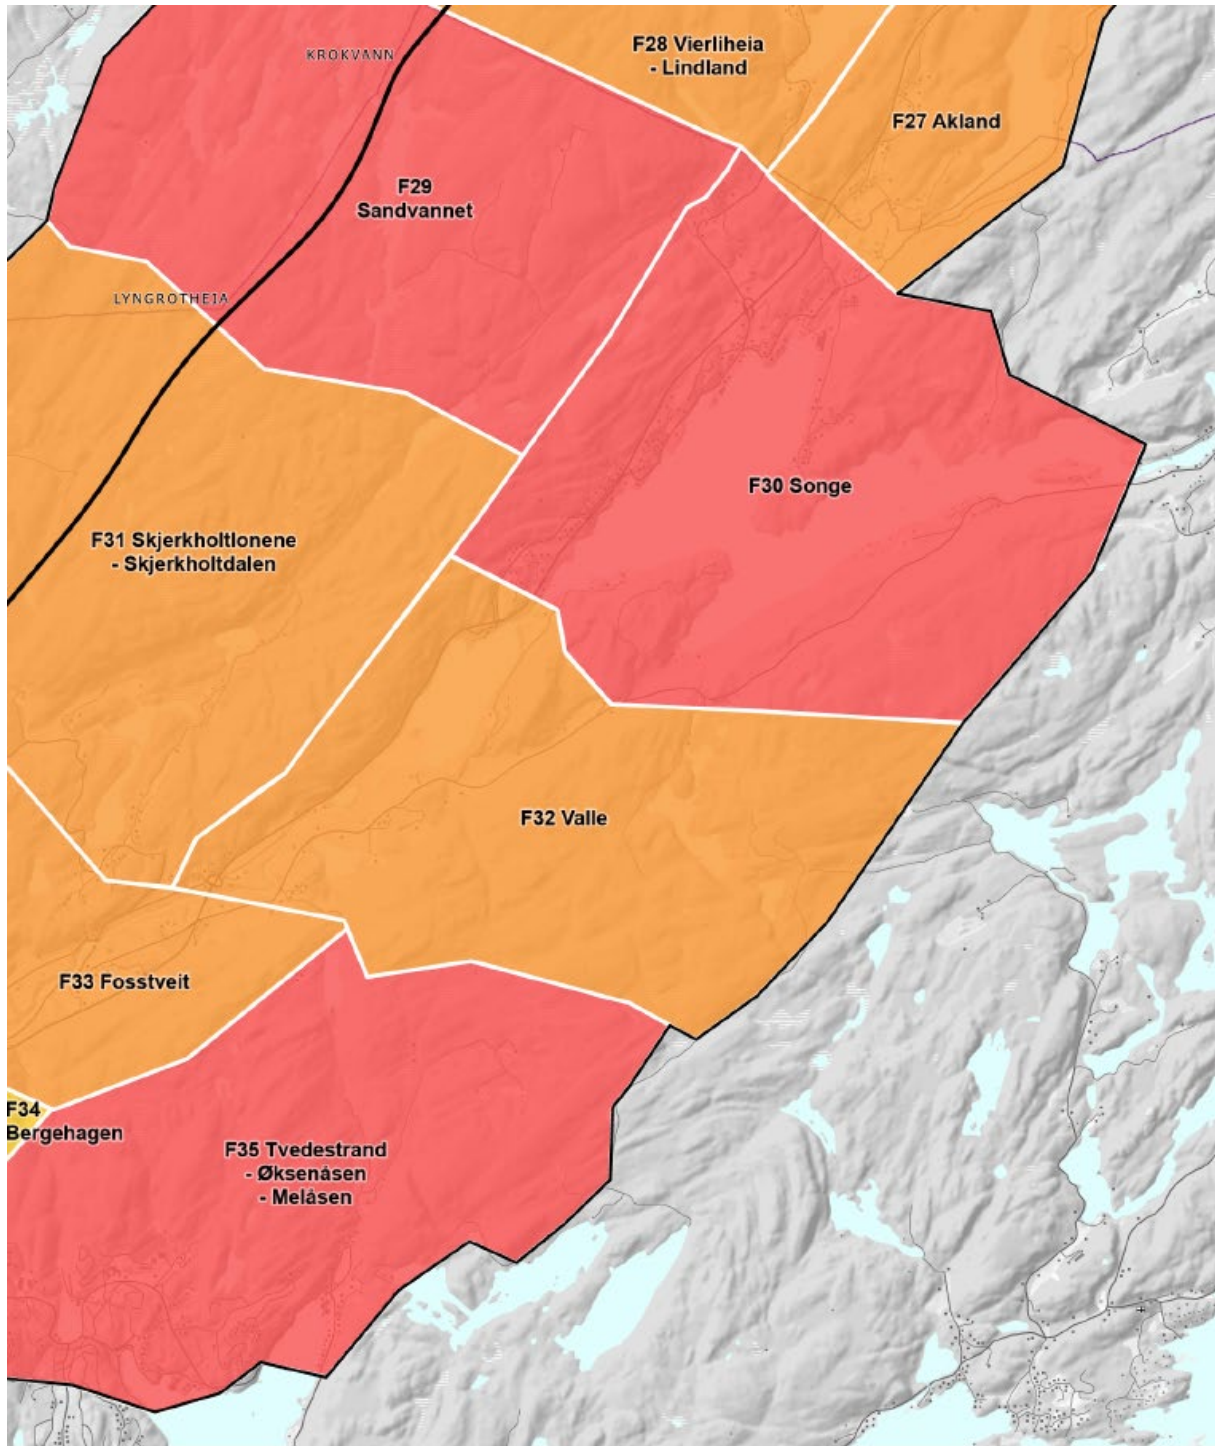 KROKVANN
F28 Vierliheia
- Lindland
F27 Akland
F29
Sandvannet
LYNGROTHEIA
F30 Songe
F31 Skjerkholtlonene
- Skjerkholtdalen
F32 Valle
F33 Fosstveit
F34
Bergehagen
F35 Tvedestrand
- Øksenåsen
- Melåsen